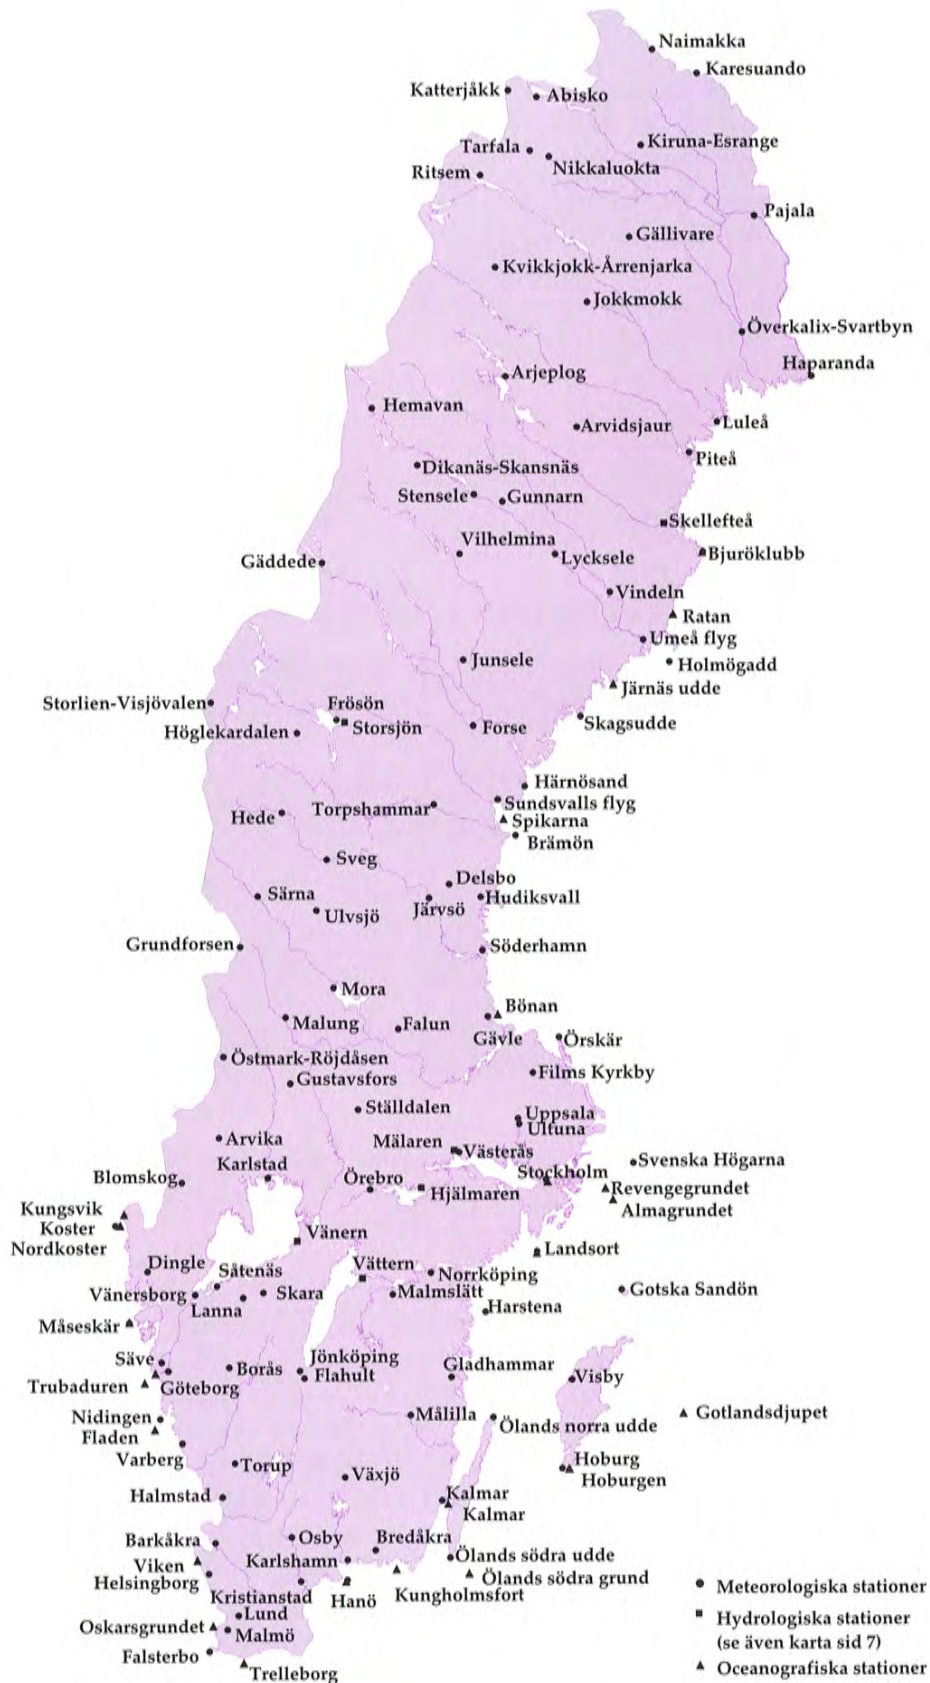 Naimakka
Karesuando
Katterjåkk
Abisko
Kiruna-Esrange
Tarfala
Nikkaluokta
Ritsem
Pajala
Gällivare
Kvikkjokk-Årrenjarka
Jokkmokk
Överkalix-Svartbyn
Haparanda
Arjeplog
Hemavan
Luleå
Arvidsjaur
Piteå
Dikanäs-Skansnäs
Stensele
Gunnarn
Skellefteå
Vilhelmina
Lycksele
Bjuröklubb
Gäddede
Vindeln
Ratan
Umeå flyg
Junsele
Holmögadd
Järnäs udde
Storlien-Visjövalen
Frösön
Storsjön
Skagsudde
Höglekardalen
Forse
Härnösand
Sundsvalls flyg
Torpshammar
Hede
Spikarna
Brämön
Sveg
Delsbo
Särna
Hudiksvall
Järvsö
Ulvsjö
Grundforsen
Söderhamn
Mora
Bönan
Malung
Falun
Gävle
Örskär
Östmark-Röjdåsen
Films Kyrkby
Gustavsfors
Ställdalen
Uppsala
Ultuna
Arvika
Mälaren
Västerås
Svenska Högarna
Karlstad
Stockholm
Blomskog
Örebro
Hjälmaren
Revengegrundet
Almagrundet
Kungsvik
Koster
Nordkoster
Vänern
Landsort
Dingle
Såtenäs
Vättern
Norrköping
Vänersborg
Skara
Malmslätt
Gotska Sandön
Lanna
Harstena
Måseskär
Säve
Borås
Jönköping
Flahult
Gladhammar
Visby
Trubaduren
Göteborg
Nidingen
Målilla
Ölands norra udde
Gotlandsdjupet
Fladen
Varberg
Torup
Växjö
Hoburg
Hoburgen
Halmstad
Kalmar
Kalmar
Barkåkra
Osby
Bredåkra
Viken
Karlshamn
Ölands södra udde
Helsingborg
Ölands södra grund
Kristianstad
Hanö
Kungholmsfort
Lund
Oskarsgrundet
Malmö
Falsterbo
Trelleborg
Meteorologiska stationer
Hydrologiska stationer
(se även karta sid 7)
Oceanografiska stationer